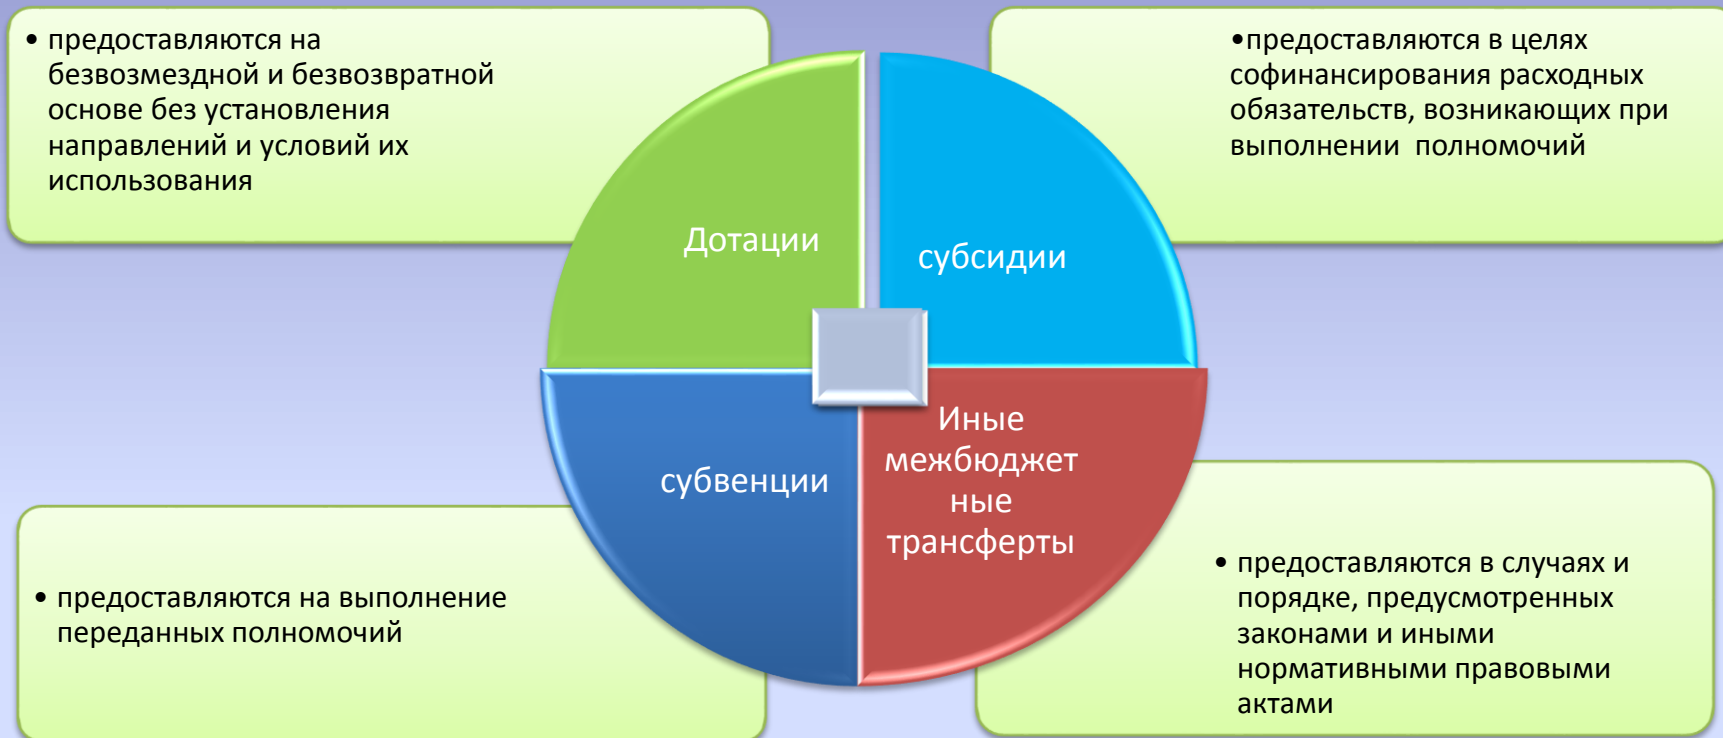 • предоставляются на
безвозмездной и безвозвратной
основе без установления
направлений и условий их
использования
•предоставляются в целях
софинансирования расходных
обязательств, возникающих при
выполнении полномочий
Дотации
субсидии
субвенции
Иные
межбюджет
ные
трансферты
• предоставляются на выполнение
переданных полномочий
• предоставляются в случаях и
порядке, предусмотренных
законами и иными
нормативными правовыми
актами